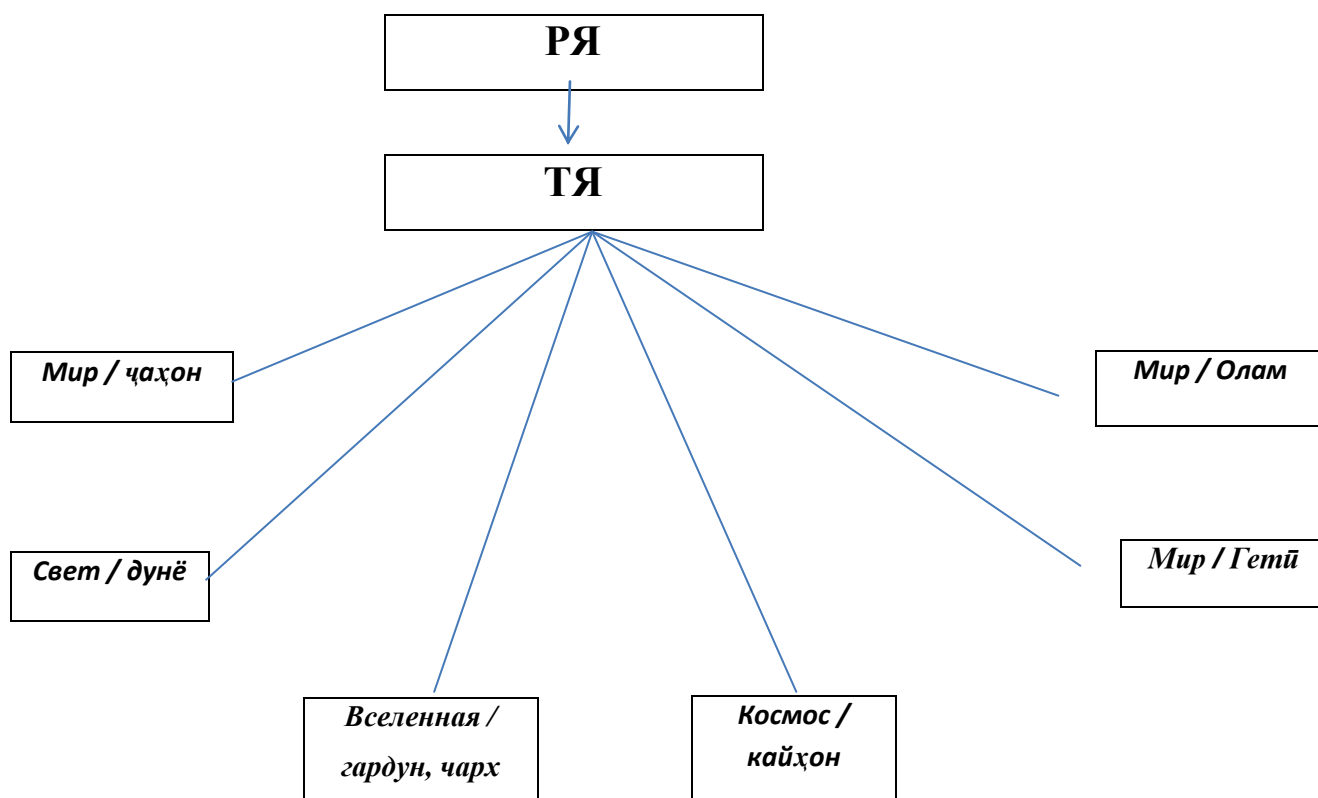 РЯ
ТЯ
Мир / ҷаҳон
Мир / Олам
Свет / дунё
Мир / Гетӣ
Вселенная /
гардун, чарх
Космос /
кайҳон